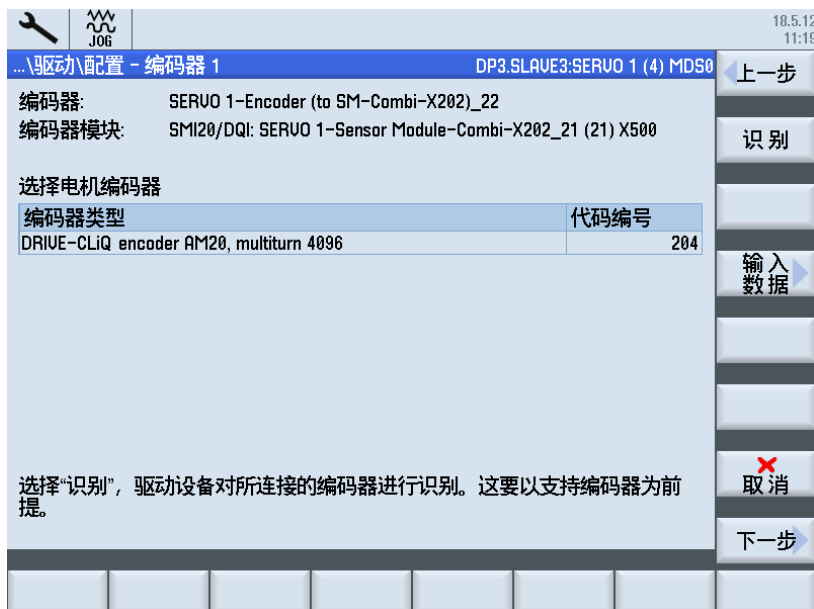 JOG
18.5.12
11:19
...\驱动\配置 - 编码器 1 DP3.SLAVE3:SERVO 1 (4) MDS0
上一步
编码器: SERVO 1-Encoder (to SM-Combi-X202)_22
编码器模块: SMI20/DQI: SERVO 1-Sensor Module-Combi-X202_21 (21) X500
识别
选择电机编码器
编码器类型 代码编号
DRIVE-CLiQ encoder AM20, multiturn 4096 204
输入
数据
选择“识别”，驱动设备对所连接的编码器进行识别。这要以支持编码器为前
提。
取消
下一步